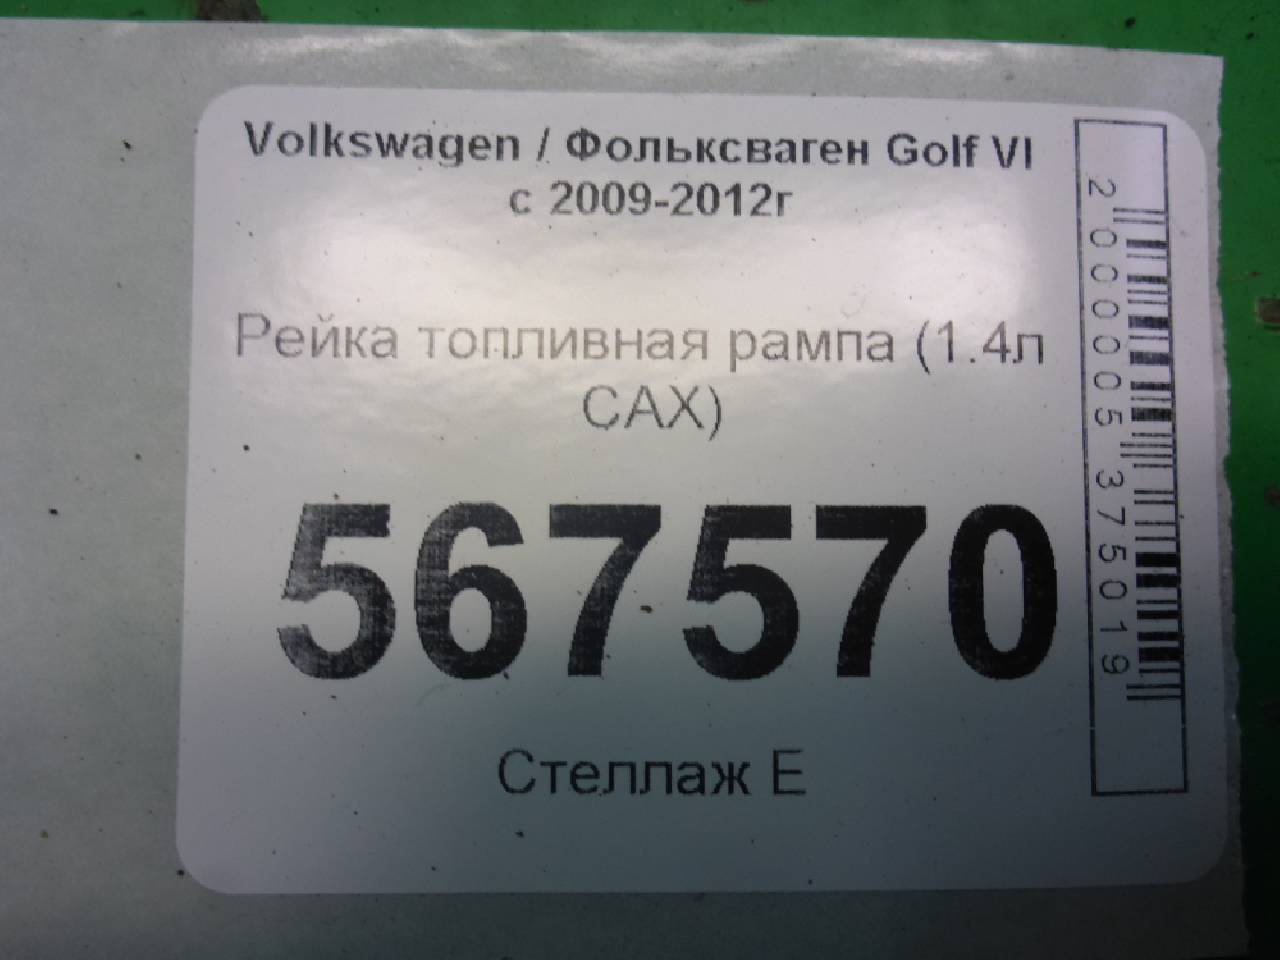 Volkswagen / Фольксваген Golf VI
с 2009-2012г
Рейка топливная рампа (1.4л
CAX)
567570
Стеллаж Е
2000005375019